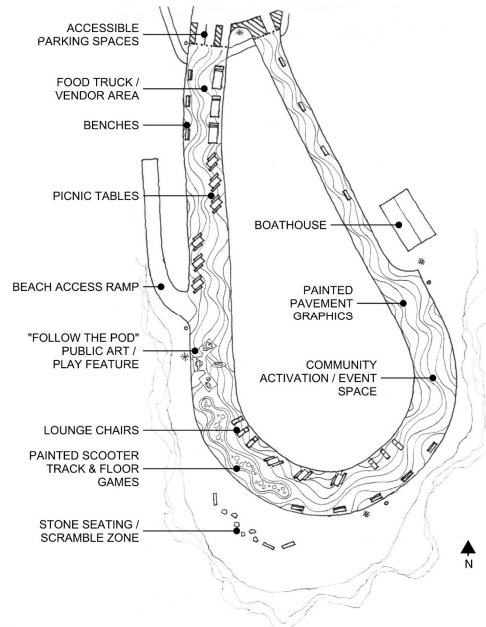 ACCESSIBLE
PARKING SPACES
FOOD TRUCK /
VENDOR AREA
BENCHES
PICNIC TABLES
BOATHOUSE
BEACH ACCESS RAMP
PAINTED
PAVEMENT
GRAPHICS
"FOLLOW THE POD"
PUBLIC ART /
PLAY FEATURE
COMMUNITY
ACTIVATION / EVENT
SPACE
LOUNGE CHAIRS
PAINTED SCOOTER
TRACK & FLOOR
GAMES
STONE SEATING /
SCRAMBLE ZONE
N